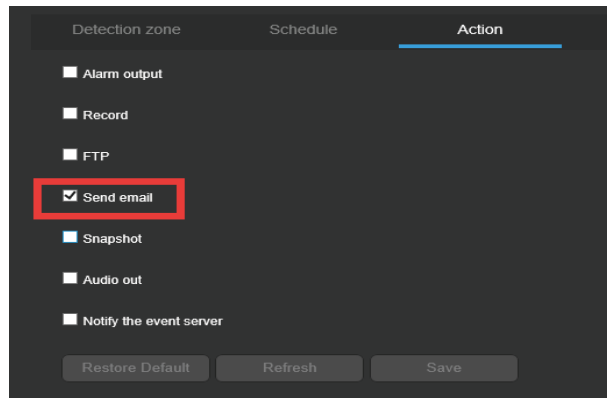 Detection zone Schedule Action
Alarm output
Record
FTP
Send email
Snapshot
Audio out
Notify the event server
Restore Default Refresh Save